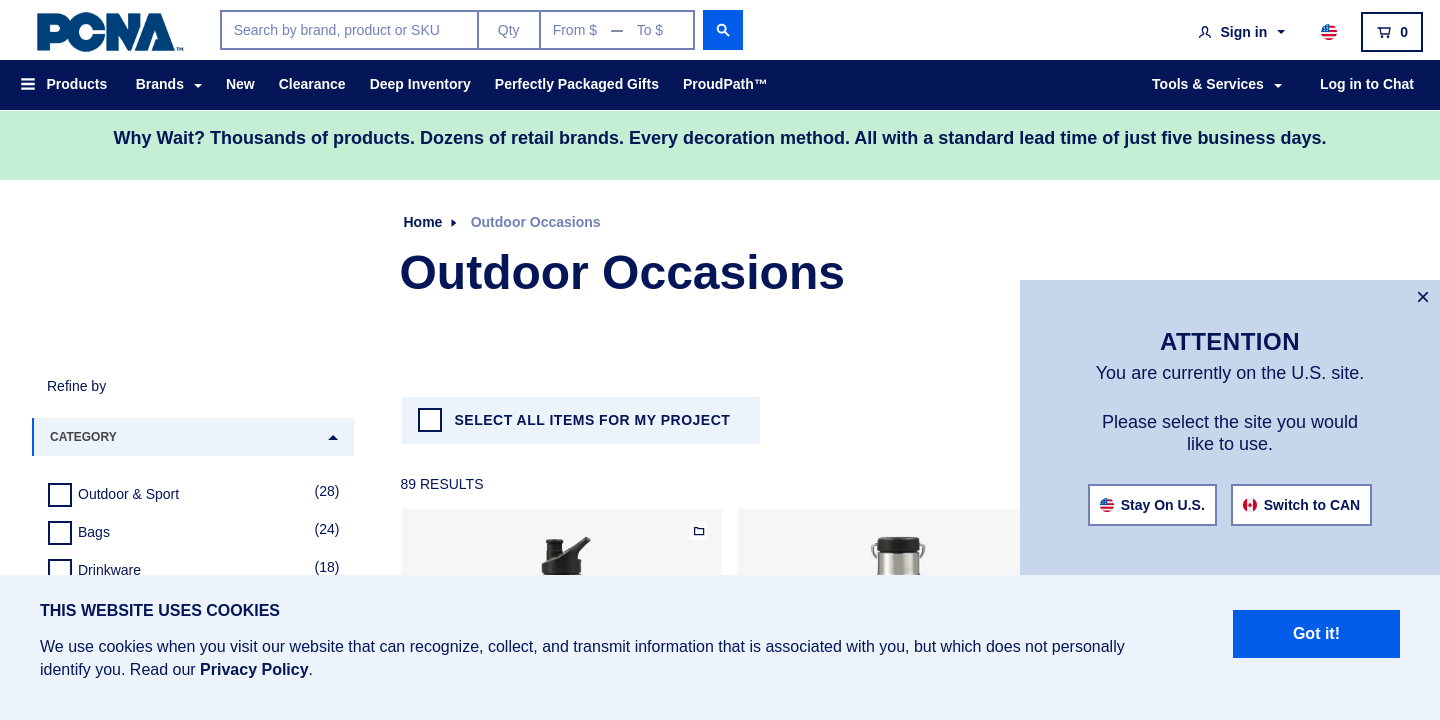 PCNA™
Search by brand, product or SKU
Qty
From $ — To $
Sign in
0
Products
Brands
New
Clearance
Deep Inventory
Perfectly Packaged Gifts
ProudPath™
Tools & Services
Log in to Chat
Why Wait? Thousands of products. Dozens of retail brands. Every decoration method. All with a standard lead time of just five business days.
Home
Outdoor Occasions
Outdoor Occasions
Refine by
CATEGORY
Outdoor & Sport (28)
Bags (24)
Drinkware (18)
SELECT ALL ITEMS FOR MY PROJECT
89 RESULTS
ATTENTION
You are currently on the U.S. site.
Please select the site you would
like to use.
Stay On U.S.
Switch to CAN
THIS WEBSITE USES COOKIES
We use cookies when you visit our website that can recognize, collect, and transmit information that is associated with you, but which does not personally
identify you. Read our Privacy Policy.
Got it!